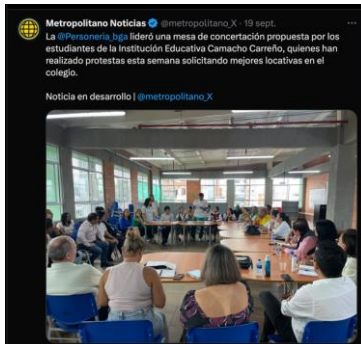 Metropolitano Noticias @metropolitano_X · 19 sept.
La @Personeria_bga lideró una mesa de concertación propuesta por los
estudiantes de la Institución Educativa Camacho Carreño, quienes han
realizado protestas esta semana solicitando mejores locativas en el
colegio.
Noticia en desarrollo | @metropolitano_X